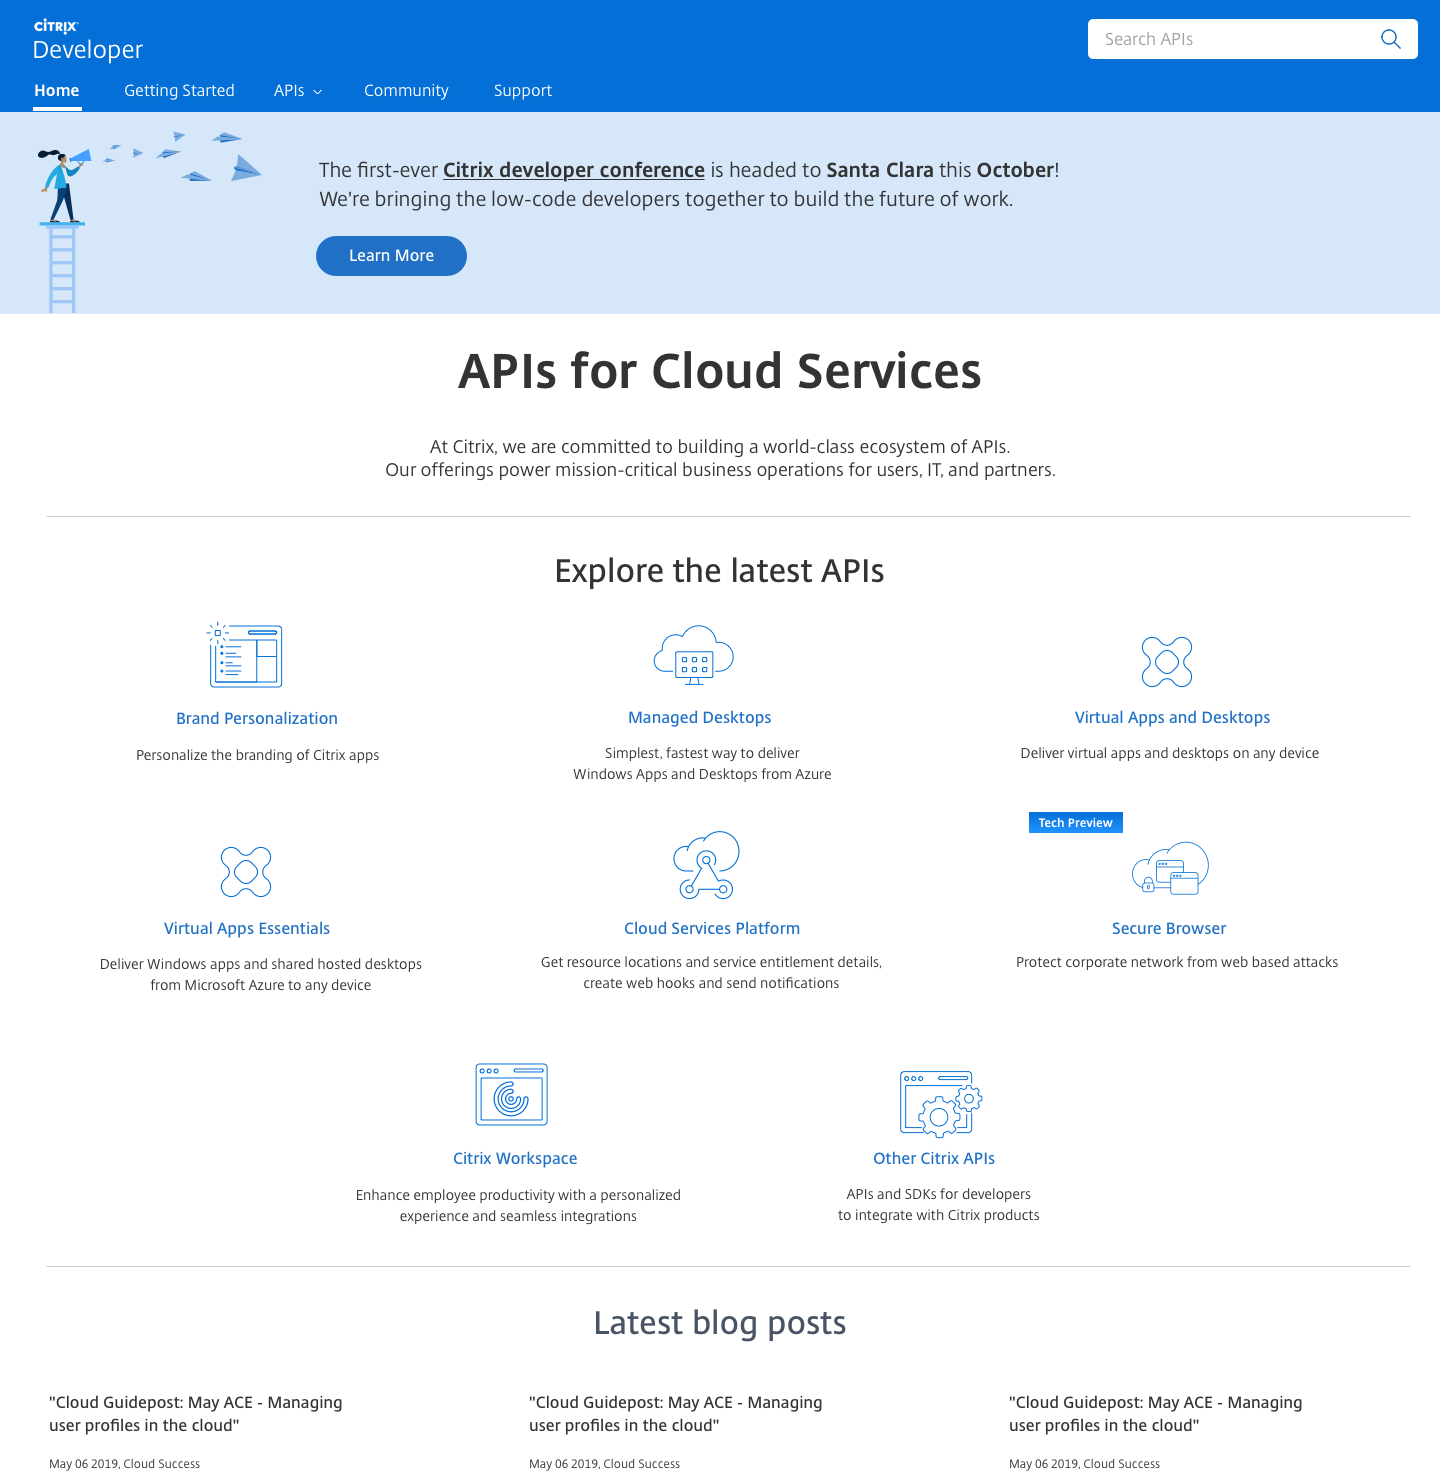 CITRIX
Developer
Search APIs
Home Getting Started APIs Community Support
The first-ever Citrix developer conference is headed to Santa Clara this October!
We're bringing the low-code developers together to build the future of work.
Learn More
APIs for Cloud Services
At Citrix, we are committed to building a world-class ecosystem of APIs.
Our offerings power mission-critical business operations for users, IT, and partners.
Explore the latest APIs
Brand Personalization
Personalize the branding of Citrix apps
Managed Desktops
Simplest, fastest way to deliver
Windows Apps and Desktops from Azure
Virtual Apps and Desktops
Deliver virtual apps and desktops on any device
Virtual Apps Essentials
Deliver Windows apps and shared hosted desktops
from Microsoft Azure to any device
Cloud Services Platform
Get resource locations and service entitlement details,
create web hooks and send notifications
Tech Preview
Secure Browser
Protect corporate network from web based attacks
Citrix Workspace
Enhance employee productivity with a personalized
experience and seamless integrations
Other Citrix APIs
APIs and SDKs for developers
to integrate with Citrix products
Latest blog posts
"Cloud Guidepost: May ACE - Managing
user profiles in the cloud"
May 06 2019, Cloud Success
"Cloud Guidepost: May ACE - Managing
user profiles in the cloud"
May 06 2019, Cloud Success
"Cloud Guidepost: May ACE - Managing
user profiles in the cloud"
May 06 2019, Cloud Success